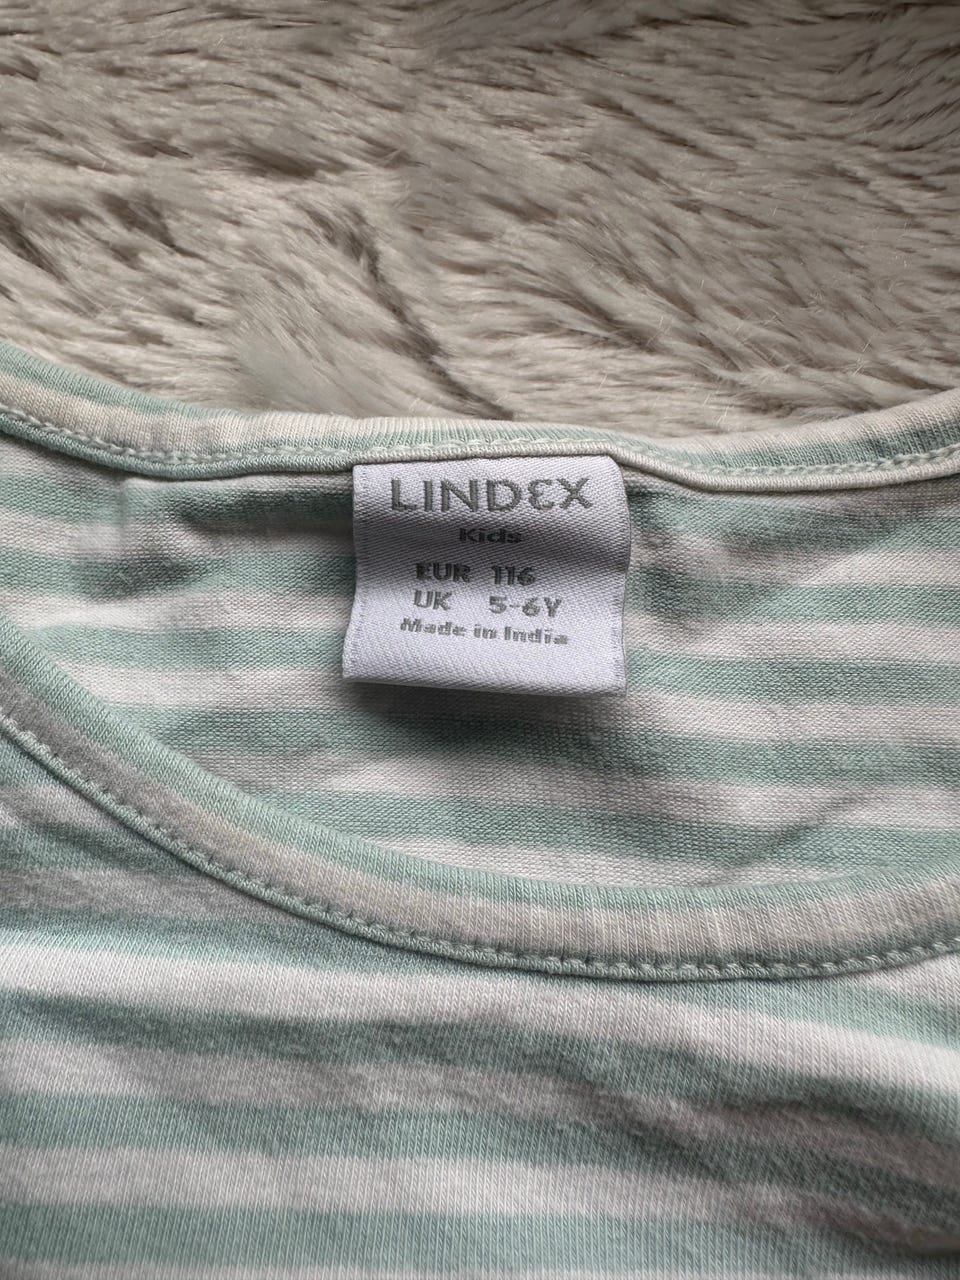 LINDEX
Kids
EUR 116
UK 5-6Y
Made in India